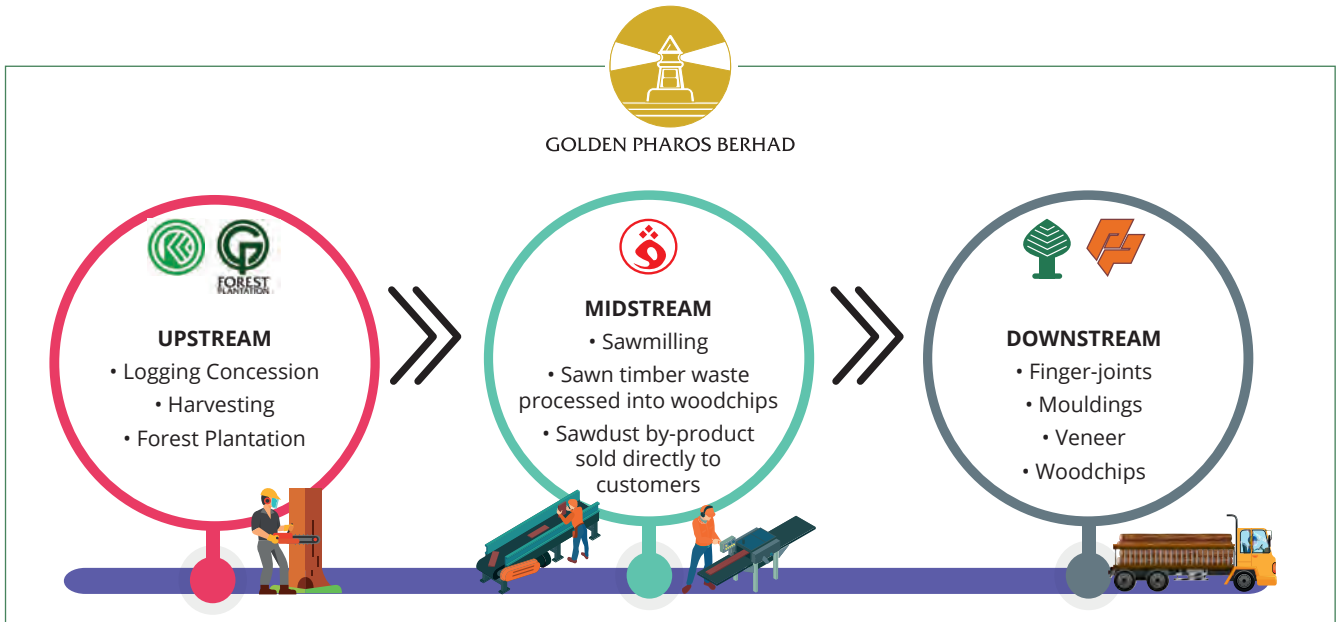 GOLDEN PHAROS BERHAD
FOREST
PLANTATION
UPSTREAM
• Logging Concession
• Harvesting
• Forest Plantation
MIDSTREAM
• Sawmilling
• Sawn timber waste
processed into woodchips
• Sawdust by-product
sold directly to
customers
DOWNSTREAM
• Finger-joints
• Mouldings
• Veneer
• Woodchips